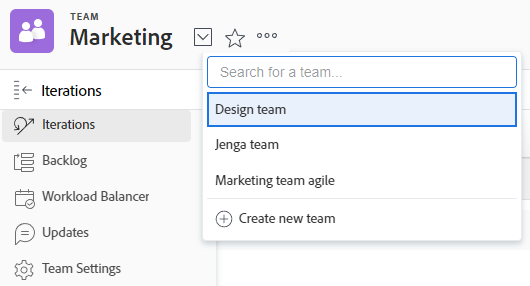 TEAM
Marketing
Search for a team...
Iterations
Design team
Iterations
Jenga team
Backlog
Marketing team agile
Workload Balancer
Create new team
Updates
Team Settings